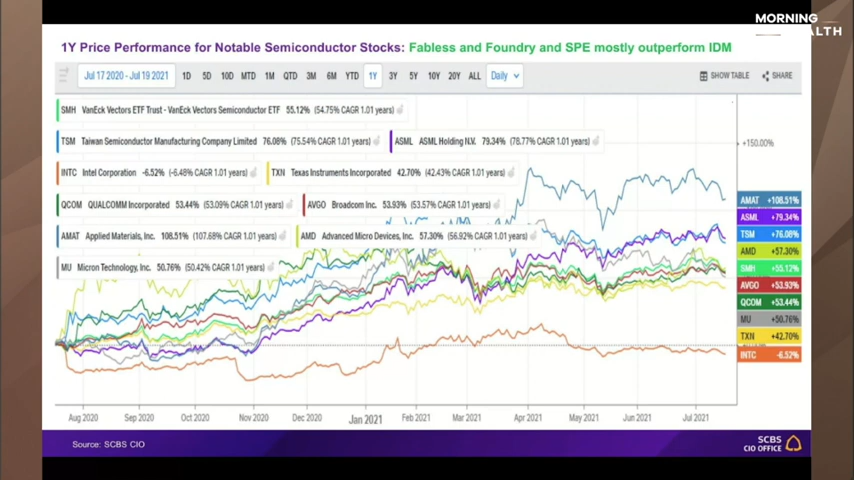 MORNING
1Y Price Performance for Notable Semiconductor Stocks: Fabless and Foundry and SPE mostly outperform IDM
Jul 17 2020 - Jul 19 2021 1D 5D 10D MTD 1M QTD 3M 6M YTD 1Y 3Y 5Y 10Y 20Y ALL Daily SHOW TABLE SHARE
SMH VanEck Vectors ETF Trust - VanEck Vectors Semiconductor ETF 55.12% (54.75% CAGR 1.01 years)
TSM Taiwan Semiconductor Manufacturing Company Limited 76.08% (75.54% CAGR 1.01 years) ASML ASML Holding N.V. 79.34% (78.77% CAGR 1.01 years)
+150.00%
INTC Intel Corporation -6.52% (-6.48% CAGR 1.01 years) TXN Texas Instruments Incorporated 42.70% (42.43% CAGR 1.01 years)
QCOM QUALCOMM Incorporated 53.44% (53.09% CAGR 1.01 years) AVGO Broadcom Inc. 53.93% (53.57% CAGR 1.01 years)
AMAT Applied Materials, Inc. 108.51% (107.68% CAGR 1.01 years) AMD Advanced Micro Devices, Inc. 57.30% (56.92% CAGR 1.01 years)
MU Micron Technology, Inc. 50.76% (50.42% CAGR 1.01 years)
AMAT +108.51%
ASML +79.34%
TSM +76.08%
AMD +57.30%
SMH +55.12%
AVGO +53.93%
QCOM +53.44%
MU +50.76%
TXN +42.70%
INTC -6.52%
Aug 2020 Sep 2020 Oct 2020 Nov 2020 Dec 2020 Jan 2021 Feb 2021 Mar 2021 Apr 2021 May 2021 Jun 2021 Jul 2021
Source: SCBS CIO
SCBS
CIO OFFICE